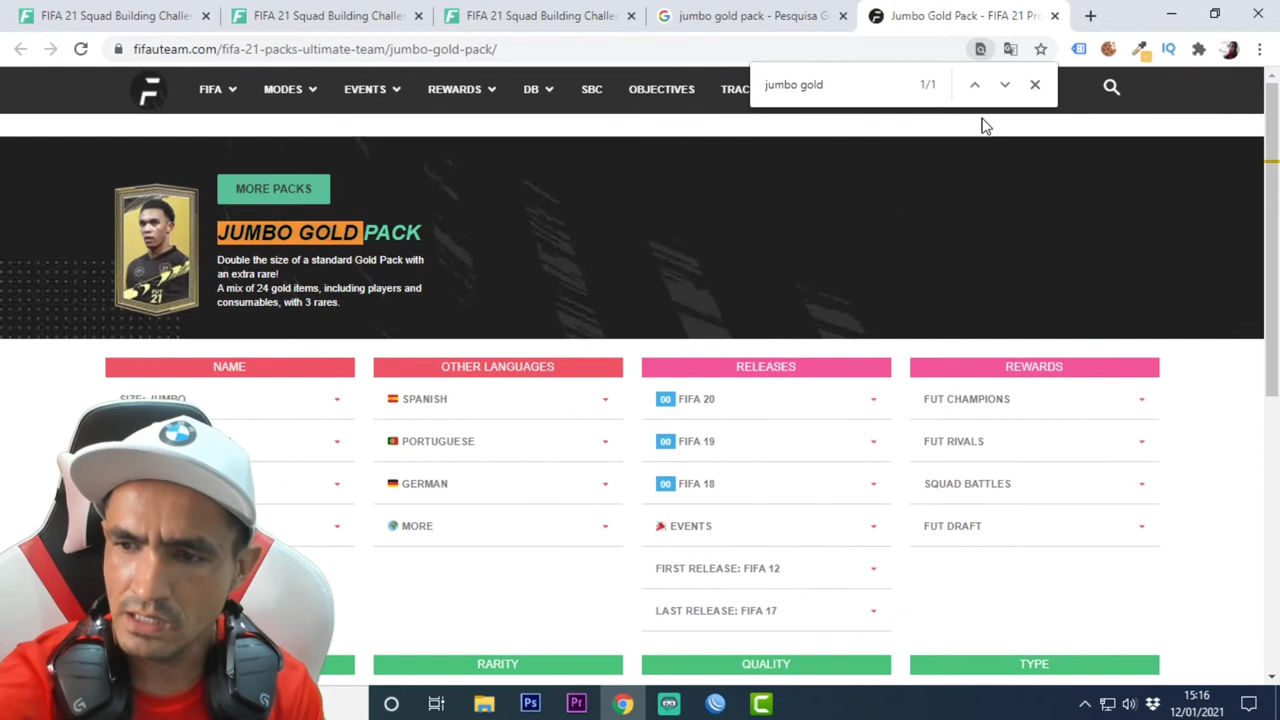 FIFA 21 Squad Building Challe
FIFA 21 Squad Building Challe
FIFA 21 Squad Building Challe
jumbo gold pack - Pesquisa G
Jumbo Gold Pack - FIFA 21 Pr
fifauteam.com/fifa-21-packs-ultimate-team/jumbo-gold-pack/
jumbo gold 1/1
FIFA MODES EVENTS REWARDS DB SBC OBJECTIVES TRAC
MORE PACKS
JUMBO GOLD PACK
Double the size of a standard Gold Pack with
an extra rare!
A mix of 24 gold items, including players and
consumables, with 3 rares.
FUT
21
NAME OTHER LANGUAGES RELEASES REWARDS
SIZE: JUMBO SPANISH 00 FIFA 20 FUT CHAMPIONS
PORTUGUESE 00 FIFA 19 FUT RIVALS
GERMAN 00 FIFA 18 SQUAD BATTLES
MORE EVENTS FUT DRAFT
FIRST RELEASE: FIFA 12
LAST RELEASE: FIFA 17
RARITY QUALITY TYPE
Ps Pr
15:16
12/01/2021